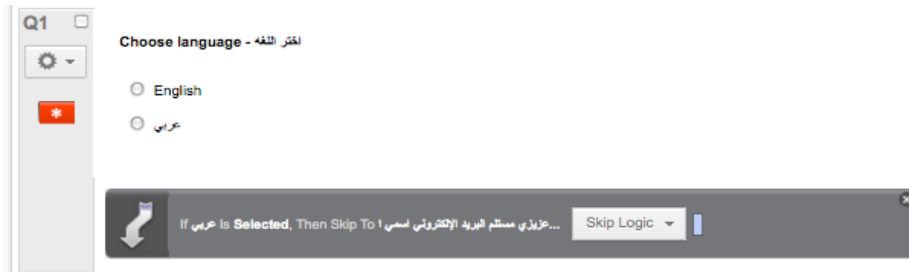 Q1
Choose language - اختر اللغه
English
عربي
If عربي Is Selected, Then Skip To عزيزي مستلم البريد الإلكتروني اسمي ا... Skip Logic